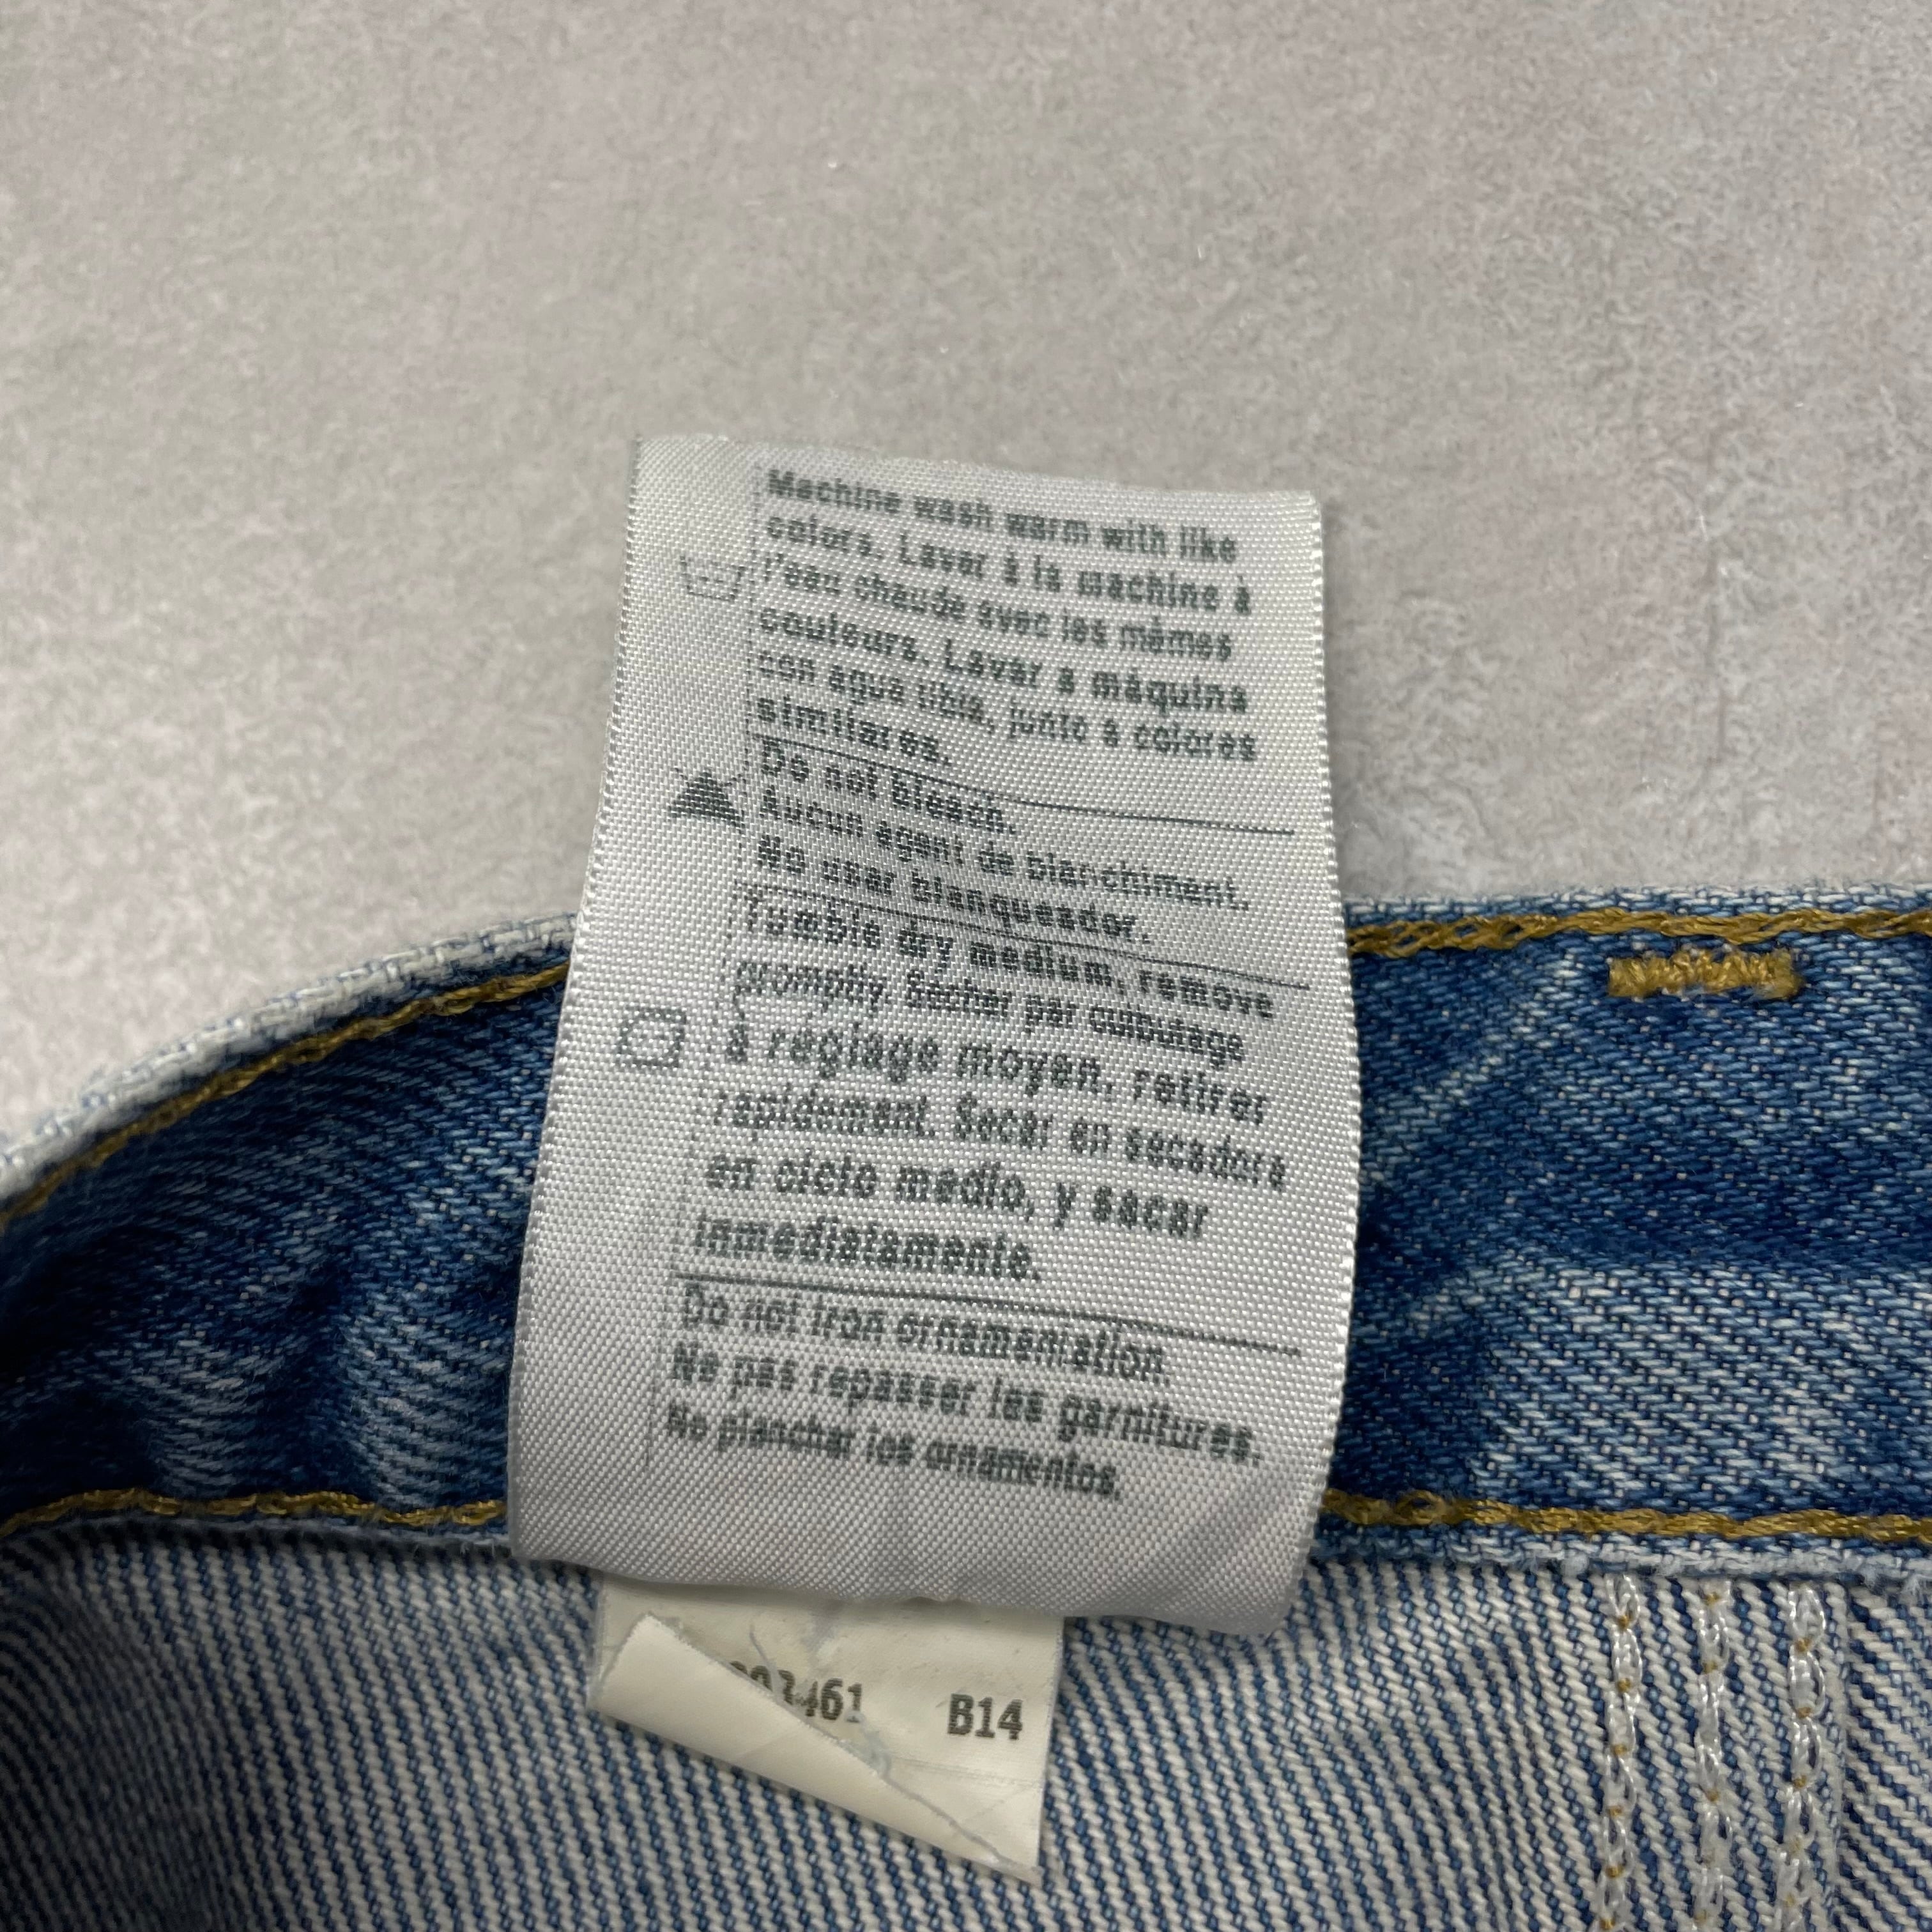 Machine wash warm with like
colors. Laver à la machine à
l'eau chaude avec les mêmes
couleurs. Lavar a máquina
con agua tibia, junto a colores
similares.
Do not bleach.
Aucun agent de blanchiment.
No usar blanqueador.
Tumble dry medium, remove
promptly. Sécher par culbutage
à réglage moyen, retirer
rapidement. Secar en secadora
en ciclo medio, y sacar
inmediatamente.
Do not iron ornamentation.
Ne pas repasser les garnitures.
No planchar los ornamentos.
3461 B14